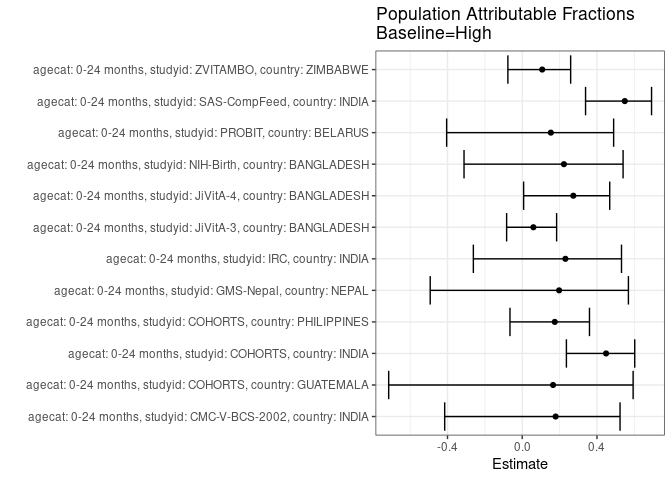 Population Attributable Fractions
Baseline=High
agecat: 0-24 months, studyid: ZVITAMBO, country: ZIMBABWE
agecat: 0-24 months, studyid: SAS-CompFeed, country: INDIA
agecat: 0-24 months, studyid: PROBIT, country: BELARUS
agecat: 0-24 months, studyid: NIH-Birth, country: BANGLADESH
agecat: 0-24 months, studyid: JiVitA-4, country: BANGLADESH
agecat: 0-24 months, studyid: JiVitA-3, country: BANGLADESH
agecat: 0-24 months, studyid: IRC, country: INDIA
agecat: 0-24 months, studyid: GMS-Nepal, country: NEPAL
agecat: 0-24 months, studyid: COHORTS, country: PHILIPPINES
agecat: 0-24 months, studyid: COHORTS, country: INDIA
agecat: 0-24 months, studyid: COHORTS, country: GUATEMALA
agecat: 0-24 months, studyid: CMC-V-BCS-2002, country: INDIA
-0.4 0.0 0.4
Estimate